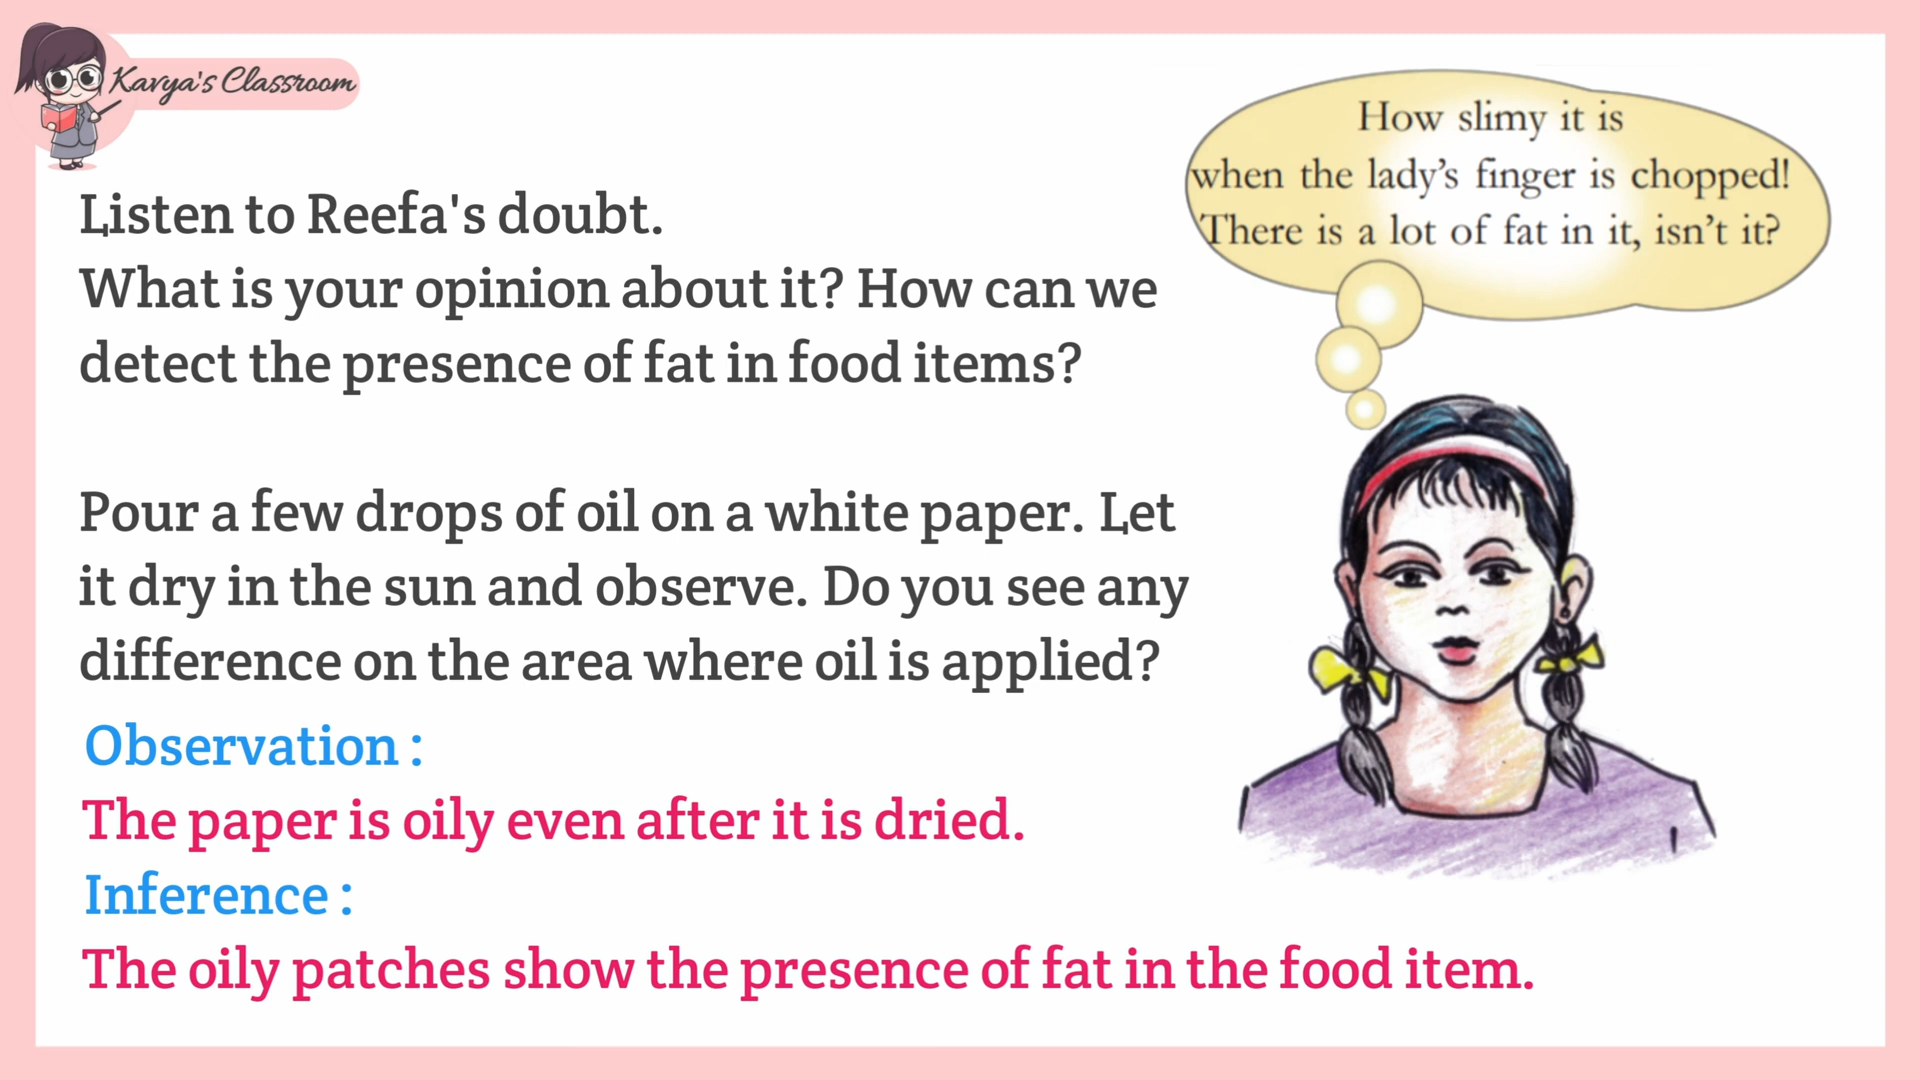 Kavya's Classroom
How slimy it is
when the lady's finger is chopped!
There is a lot of fat in it, isn't it?
Listen to Reefa's doubt.
What is your opinion about it? How can we
detect the presence of fat in food items?
Pour a few drops of oil on a white paper. Let
it dry in the sun and observe. Do you see any
difference on the area where oil is applied?
Observation :
The paper is oily even after it is dried.
Inference :
The oily patches show the presence of fat in the food item.